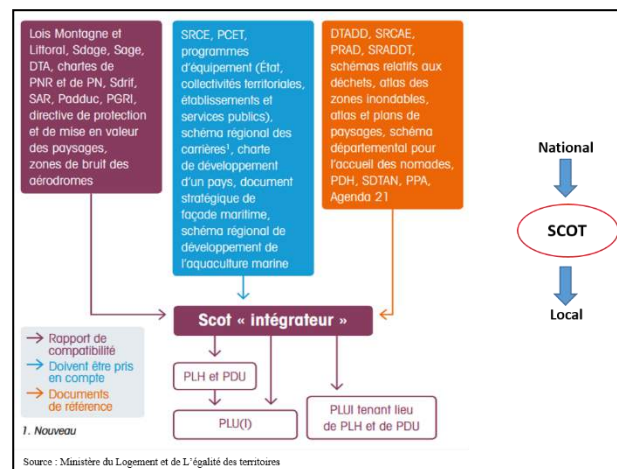 Lois Montagne et
Littoral, Sdage, Sage,
DTA, chartes de
PNR et de PN, Sdrif,
SAR, Padduc, PGRI,
directive de protection
et de mise en valeur
des paysages,
zones de bruit des
aérodromes
SRCE, PCET,
programmes
d'équipement (État,
collectivités territoriales,
établissements et
services publics),
schéma régional des
carrières¹, charte
de développement
d'un pays, document
stratégique de
façade maritime,
schéma régional de
développement de
l'aquaculture marine
DTADD, SRCAE,
PRAD, SRADDT,
schémas relatifs aux
déchets, atlas des
zones inondables,
atlas et plans de
paysages, schéma
départemental pour
l'accueil des nomades,
PDH, SDTAN, PPA,
Agenda 21
National
SCOT
Local
Scot « intégrateur »
Rapport de
compatibilité
Doivent être pris
en compte
Documents
de référence
PLH et PDU
PLU(I)
PLUI tenant lieu
de PLH et de PDU
1. Nouveau
Source : Ministère du Logement et de L'égalité des territoires